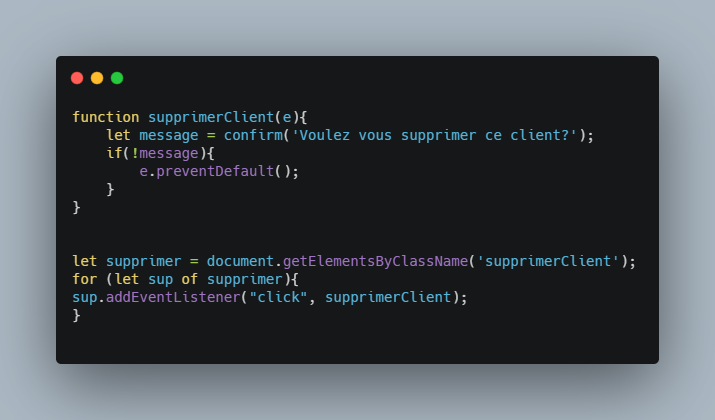 function supprimerClient(e){
    let message = confirm('Voulez vous supprimer ce client?');
    if(!message){
        e.preventDefault();
    }
}
let supprimer = document.getElementsByClassName('supprimerClient');
for (let sup of supprimer){
sup.addEventListener("click", supprimerClient);
}